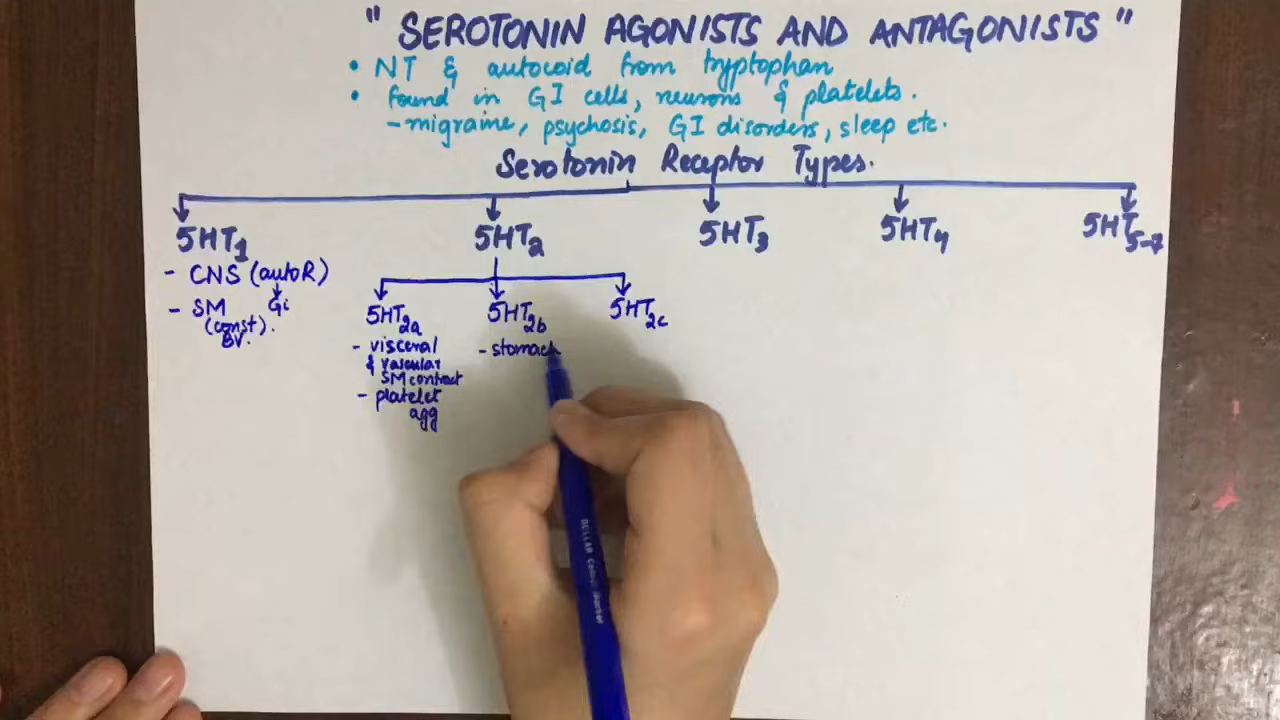 " SEROTONIN AGONISTS AND ANTAGONISTS "
• NT & autocoid from tryptophan
• found in GI cells, neurons & platelets.
- migraine, psychosis, GI disorders, sleep etc.
Serotonin Receptor Types.
5HT1
5HT2
5HT3
5HT4
5HT5-7
- CNS (autoR)
Gi
- SM
(const).
BV.
5HT2a
5HT2b
5HT2c
- visceral
& vascular
SM contract
- platelet
agg
- stomach
DOLLAR